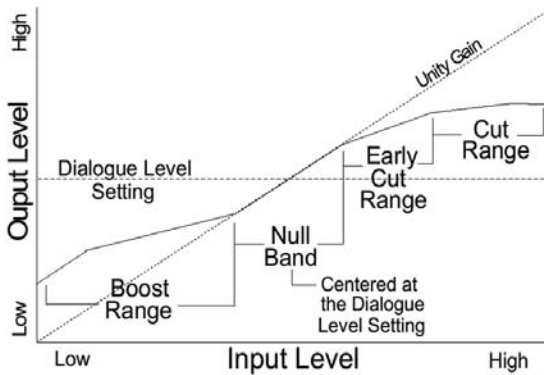 High
Ouput Level
Low
Unity Gain
Dialogue Level
Setting
Early
Cut
Range
Cut
Range
Null
Band
Boost
Range
Centered at
the Dialogue
Level Setting
Low
Input Level
High